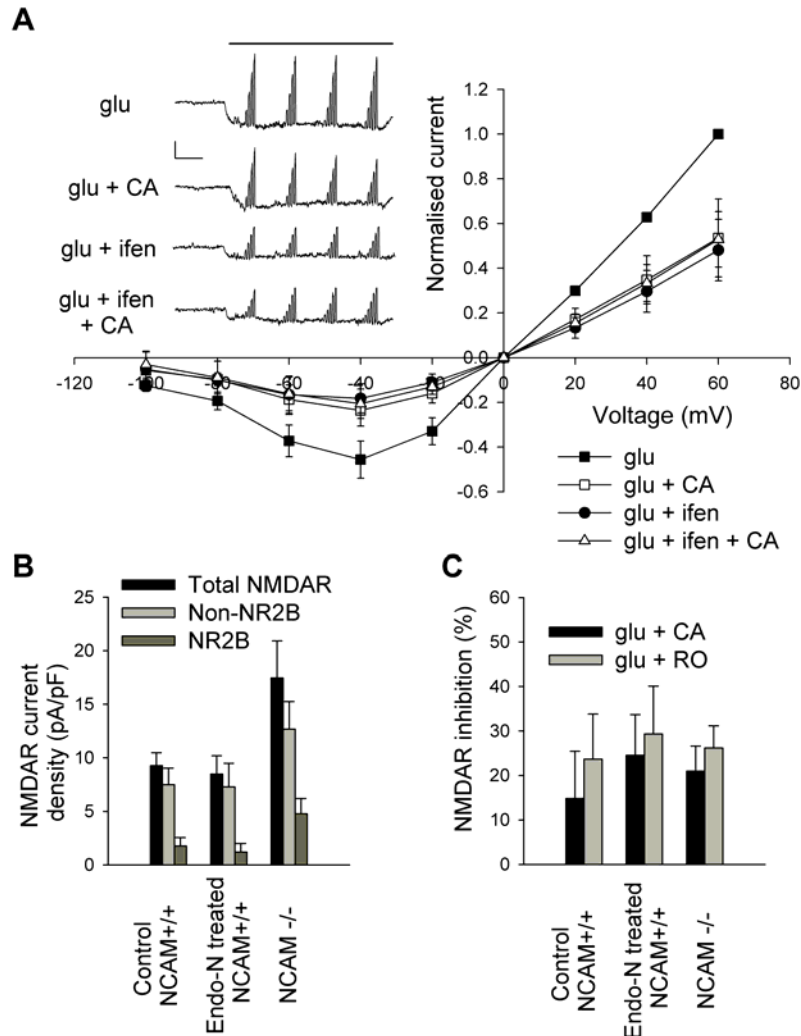 A
glu
glu + CA
glu + ifen
glu + ifen
+ CA
Normalised current
1.2
1.0
0.8
0.6
0.4
0.2
0.0
-0.2
-0.4
-0.6
-120
-100
-80
-60
-40
-20
0
20
40
60
80
Voltage (mV)
glu
glu + CA
glu + ifen
glu + ifen + CA
B
Total NMDAR
Non-NR2B
NR2B
NMDAR current
density (pA/pF)
25
20
15
10
5
0
Control
NCAM+/+
Endo-N treated
NCAM+/+
NCAM -/-
C
glu + CA
glu + RO
NMDAR inhibition (%)
60
50
40
30
20
10
0
Control
NCAM+/+
Endo-N treated
NCAM+/+
NCAM -/-